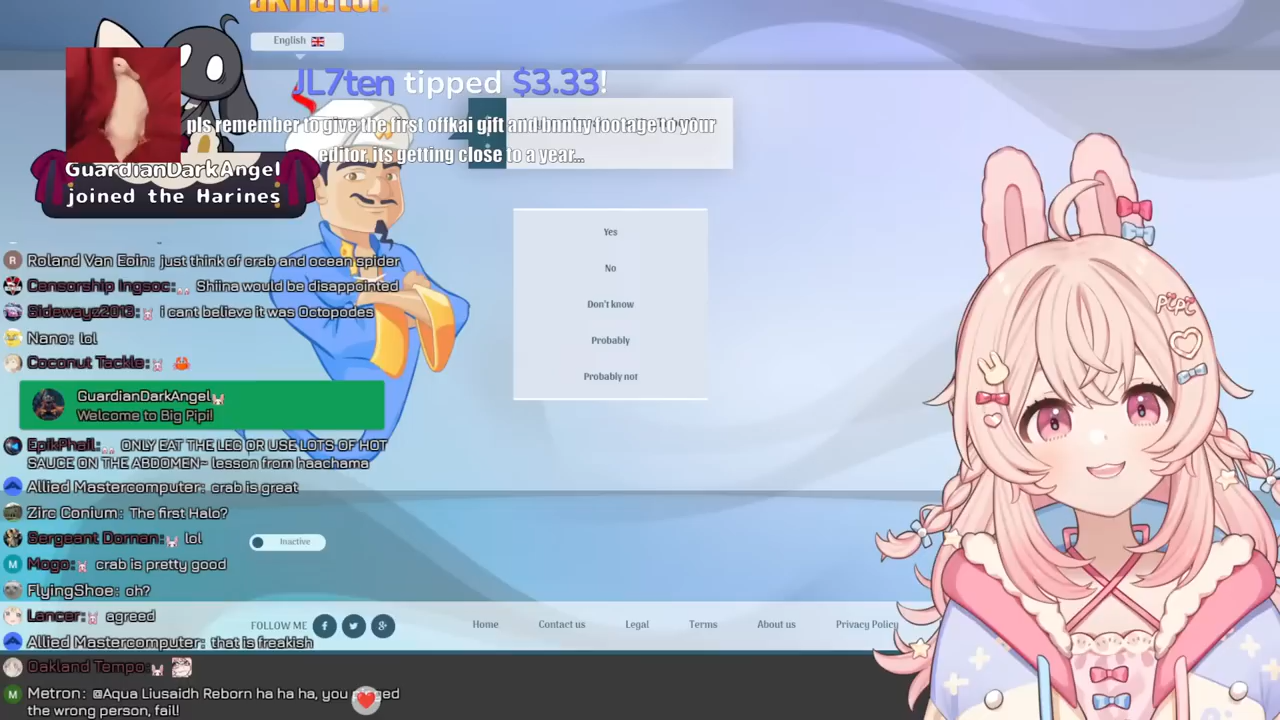 akinator.
English
JL7ten tipped $3.33!
pls remember to give the first offkai gift and bunny footage to your
editor, its getting close to a year...
GuardianDarkAngel
joined the Harines
Yes
No
Don't know
Probably
Probably not
Roland Van Eoin: just think of crab and ocean spider
Censorship Ingsoc: Shiina would be disappointed
Sidewayz2013: i cant believe it was Octopodes
Nano: lol
Coconut Tackle:
GuardianDarkAngel
Welcome to Big Pipi!
EpikPhail: ONLY EAT THE LEG OR USE LOTS OF HOT
SAUCE ON THE ABDOMEN~ lesson from haachama
Allied Mastercomputer: crab is great
Zirc Conium: The first Halo?
Sergeant Dornan: lol
Inactive
Mogo: crab is pretty good
FlyingShoe: oh?
Lancer: agreed
Allied Mastercomputer: that is freakish
Oakland Tempo:
Metron: @Aqua Liusaidh Reborn ha ha ha, you pinged
the wrong person, fail!
FOLLOW ME
Home
Contact us
Legal
Terms
About us
Privacy Policy
PiPi